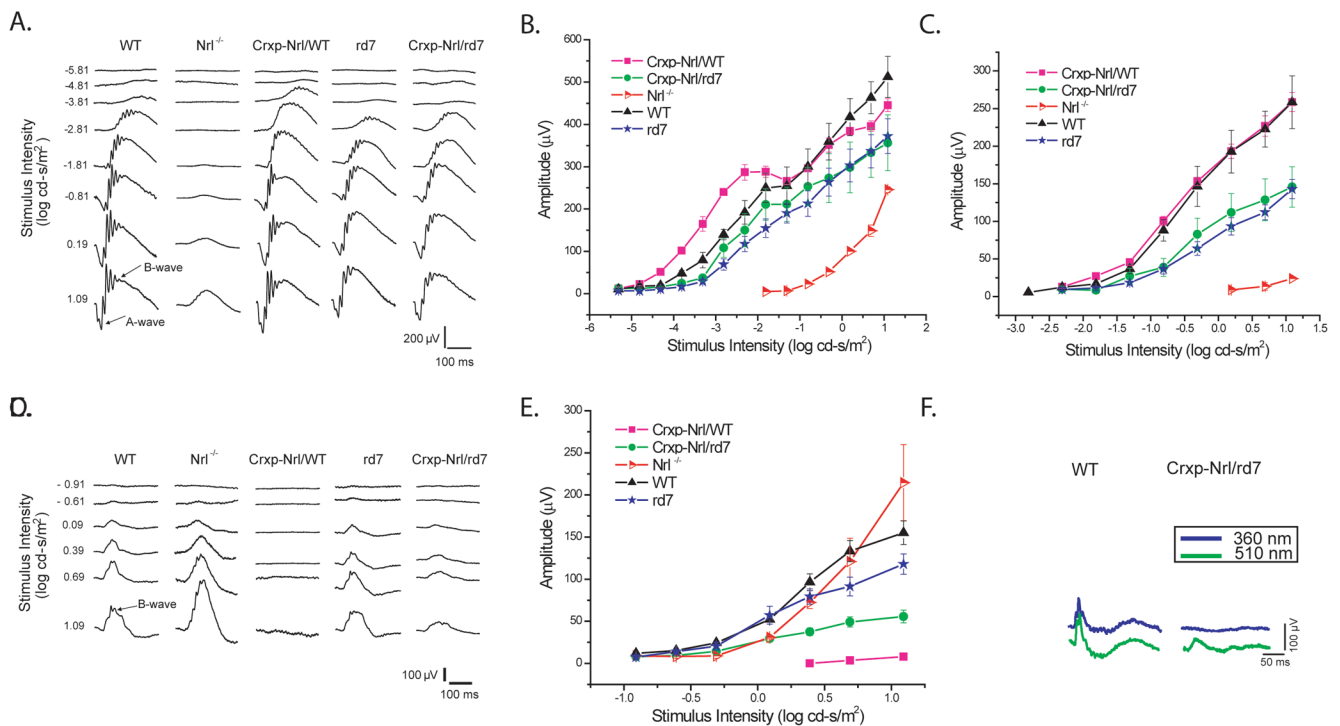 A.
WT Nrl-/- Crxp-Nrl/WT rd7 Crxp-Nrl/rd7
Stimulus Intensity
(log cd-s/m2)
-5.81
-4.81
-3.81
-2.81
-1.81
-0.81
0.19
1.09
B-wave
A-wave
200 µV
100 ms
B.
Amplitude (µV)
600
500
400
300
200
100
0
Crxp-Nrl/WT
Crxp-Nrl/rd7
Nrl -/-
WT
rd7
-6 -5 -4 -3 -2 -1 0 1 2
Stimulus Intensity (log cd-s/m2)
C.
Amplitude (µV)
300
250
200
150
100
50
0
Crxp-Nrl/WT
Crxp-Nrl/rd7
Nrl -/-
WT
rd7
-3.0 -2.5 -2.0 -1.5 -1.0 -0.5 0.0 0.5 1.0 1.5
Stimulus Intensity (log cd-s/m2)
D.
WT Nrl -/- Crxp-Nrl/WT rd7 Crxp-Nrl/rd7
Stimulus Intensity
(log cd-s/m2)
- 0.91
-0.61
0.09
0.39
0.69
1.09
B-wave
100 µV
100 ms
E.
Amplitude (µV)
300
250
200
150
100
50
0
Crxp-Nrl/WT
Crxp-Nrl/rd7
Nrl -/-
WT
rd7
-1.0 -0.5 0.0 0.5 1.0
Stimulus Intensity (log cd-s/m2)
F.
WT Crxp-Nrl/rd7
360 nm
510 nm
100 µV
50 ms